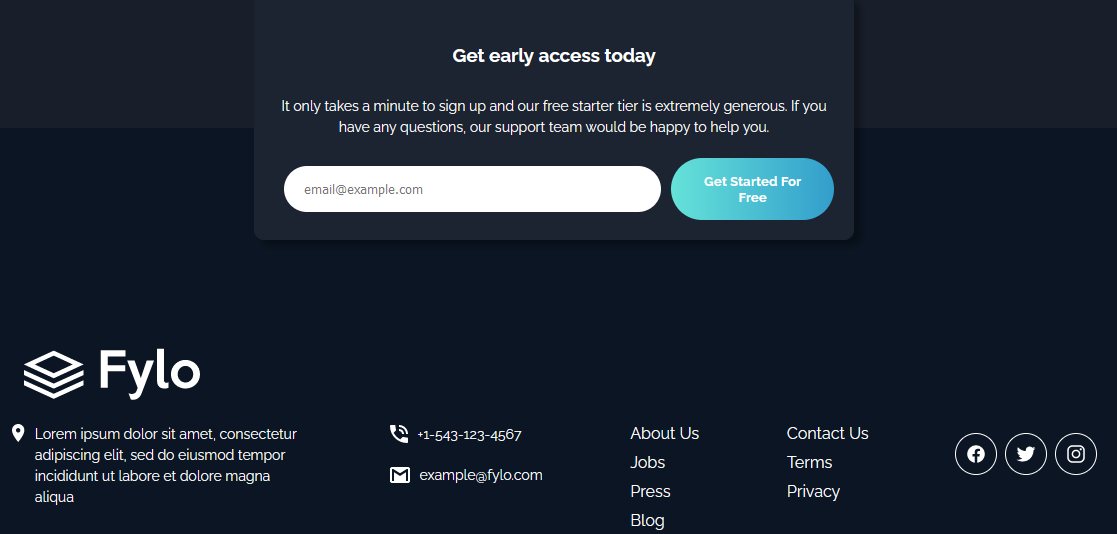 Get early access today
It only takes a minute to sign up and our free starter tier is extremely generous. If you
have any questions, our support team would be happy to help you.
email@example.com
Get Started For
Free
Fylo
Lorem ipsum dolor sit amet, consectetur
adipiscing elit, sed do eiusmod tempor
incididunt ut labore et dolore magna
aliqua
+1-543-123-4567
example@fylo.com
About Us
Jobs
Press
Blog
Contact Us
Terms
Privacy